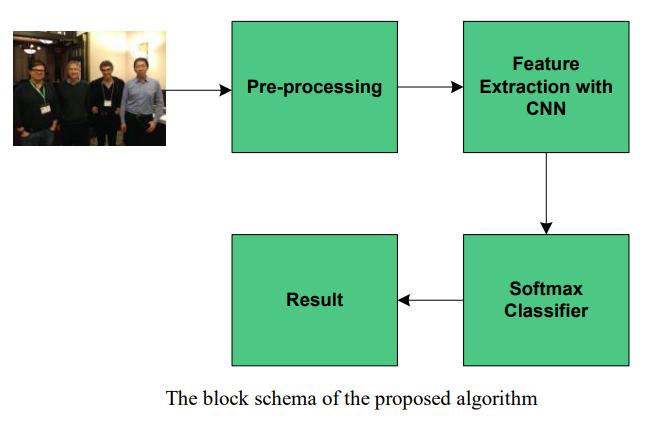 Pre-processing
Feature
Extraction with
CNN
Result
Softmax
Classifier
The block schema of the proposed algorithm